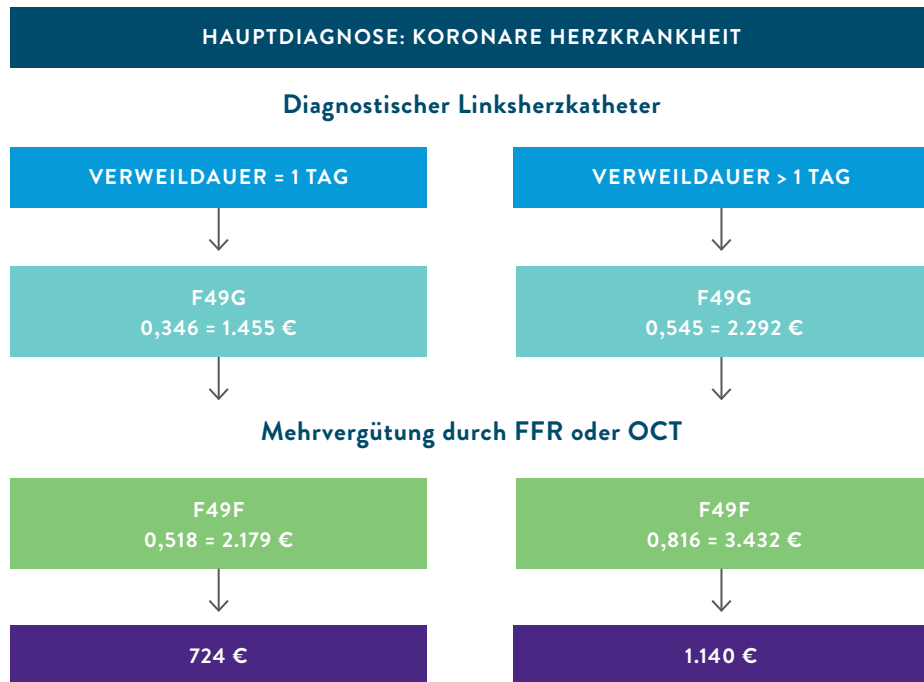 HAUPTDIAGNOSE: KORONARE HERZKRANKHEIT
Diagnostischer Linksherzkatheter
VERWEILDAUER = 1 TAG
VERWEILDAUER > 1 TAG
F49G
0,346 = 1.455 €
F49G
0,545 = 2.292 €
Mehrvergütung durch FFR oder OCT
F49F
0,518 = 2.179 €
F49F
0,816 = 3.432 €
724 €
1.140 €